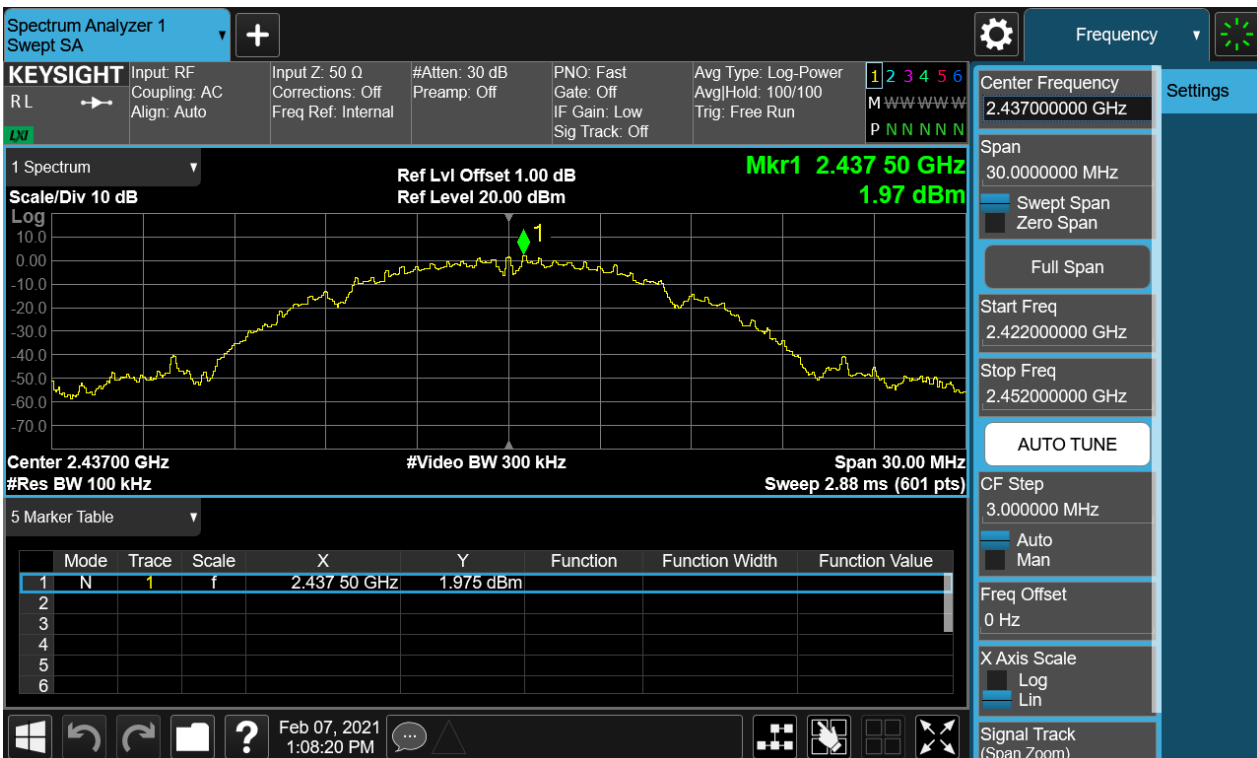 Spectrum Analyzer 1
Swept SA
Frequency
KEYSIGHT
R L
LXI
Input: RF
Coupling: AC
Align: Auto
Input Z: 50 Ω
Corrections: Off
Freq Ref: Internal
#Atten: 30 dB
Preamp: Off
PNO: Fast
Gate: Off
IF Gain: Low
Sig Track: Off
Avg Type: Log-Power
Avg|Hold: 100/100
Trig: Free Run
1 2 3 4 5 6
M W W W W W
P N N N N N
1 Spectrum
Scale/Div 10 dB
Ref Lvl Offset 1.00 dB
Ref Level 20.00 dBm
Mkr1 2.437 50 GHz
1.97 dBm
Log
10.0
0.00
-10.0
-20.0
-30.0
-40.0
-50.0
-60.0
-70.0
1
Center 2.43700 GHz
#Video BW 300 kHz
Span 30.00 MHz
#Res BW 100 kHz
Sweep 2.88 ms (601 pts)
5 Marker Table
Mode Trace Scale X Y Function Function Width Function Value
1 N 1 f 2.437 50 GHz 1.975 dBm
2
3
4
5
6
Feb 07, 2021
1:08:20 PM
Center Frequency
2.437000000 GHz
Span
30.0000000 MHz
Swept Span
Zero Span
Full Span
Start Freq
2.422000000 GHz
Stop Freq
2.452000000 GHz
AUTO TUNE
CF Step
3.000000 MHz
Auto
Man
Freq Offset
0 Hz
X Axis Scale
Log
Lin
Signal Track
(Span Zoom)
Settings